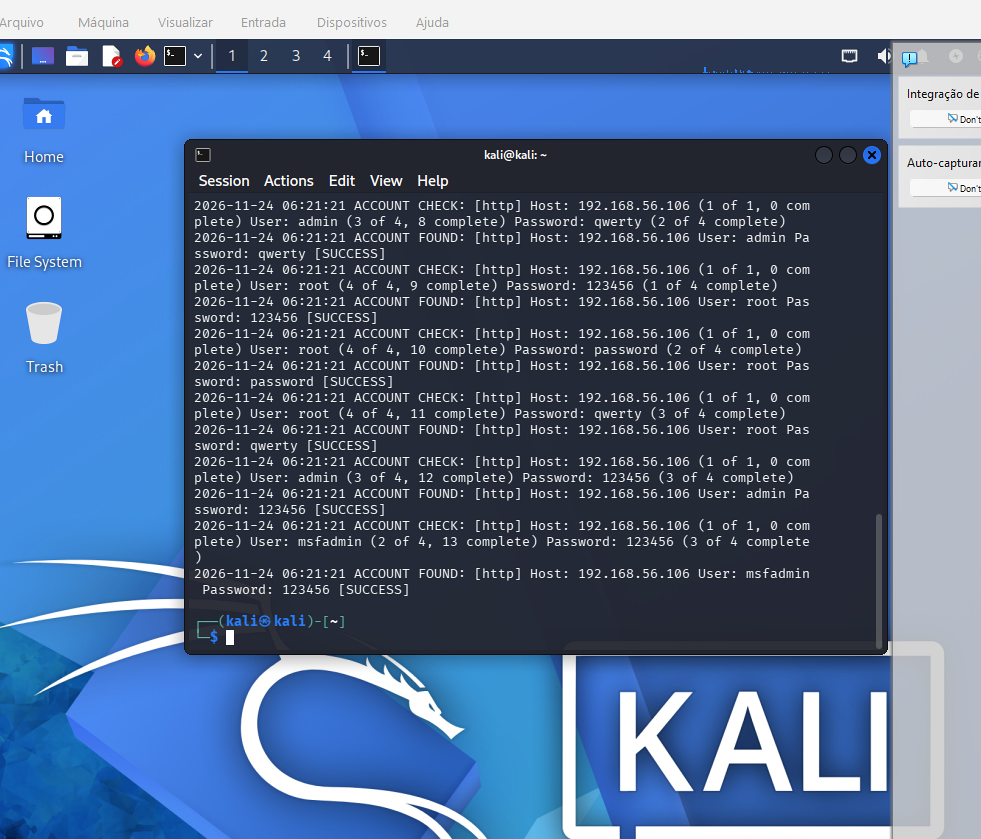 Arquivo Máquina Visualizar Entrada Dispositivos Ajuda
1 2 3 4
Integração de
Don't
Auto-capturar
Don't
Home
File System
Trash
kali@kali: ~
Session Actions Edit View Help
2026-11-24 06:21:21 ACCOUNT CHECK: [http] Host: 192.168.56.106 (1 of 1, 0 com
plete) User: admin (3 of 4, 8 complete) Password: qwerty (2 of 4 complete)
2026-11-24 06:21:21 ACCOUNT FOUND: [http] Host: 192.168.56.106 User: admin Pa
ssword: qwerty [SUCCESS]
2026-11-24 06:21:21 ACCOUNT CHECK: [http] Host: 192.168.56.106 (1 of 1, 0 com
plete) User: root (4 of 4, 9 complete) Password: 123456 (1 of 4 complete)
2026-11-24 06:21:21 ACCOUNT FOUND: [http] Host: 192.168.56.106 User: root Pas
sword: 123456 [SUCCESS]
2026-11-24 06:21:21 ACCOUNT CHECK: [http] Host: 192.168.56.106 (1 of 1, 0 com
plete) User: root (4 of 4, 10 complete) Password: password (2 of 4 complete)
2026-11-24 06:21:21 ACCOUNT FOUND: [http] Host: 192.168.56.106 User: root Pas
sword: password [SUCCESS]
2026-11-24 06:21:21 ACCOUNT CHECK: [http] Host: 192.168.56.106 (1 of 1, 0 com
plete) User: root (4 of 4, 11 complete) Password: qwerty (3 of 4 complete)
2026-11-24 06:21:21 ACCOUNT FOUND: [http] Host: 192.168.56.106 User: root Pas
sword: qwerty [SUCCESS]
2026-11-24 06:21:21 ACCOUNT CHECK: [http] Host: 192.168.56.106 (1 of 1, 0 com
plete) User: admin (3 of 4, 12 complete) Password: 123456 (3 of 4 complete)
2026-11-24 06:21:21 ACCOUNT FOUND: [http] Host: 192.168.56.106 User: admin Pa
ssword: 123456 [SUCCESS]
2026-11-24 06:21:21 ACCOUNT CHECK: [http] Host: 192.168.56.106 (1 of 1, 0 com
plete) User: msfadmin (2 of 4, 13 complete) Password: 123456 (3 of 4 complete
)
2026-11-24 06:21:21 ACCOUNT FOUND: [http] Host: 192.168.56.106 User: msfadmin
 Password: 123456 [SUCCESS]
┌──(kali㉿kali)-[~]
└─$
KALI